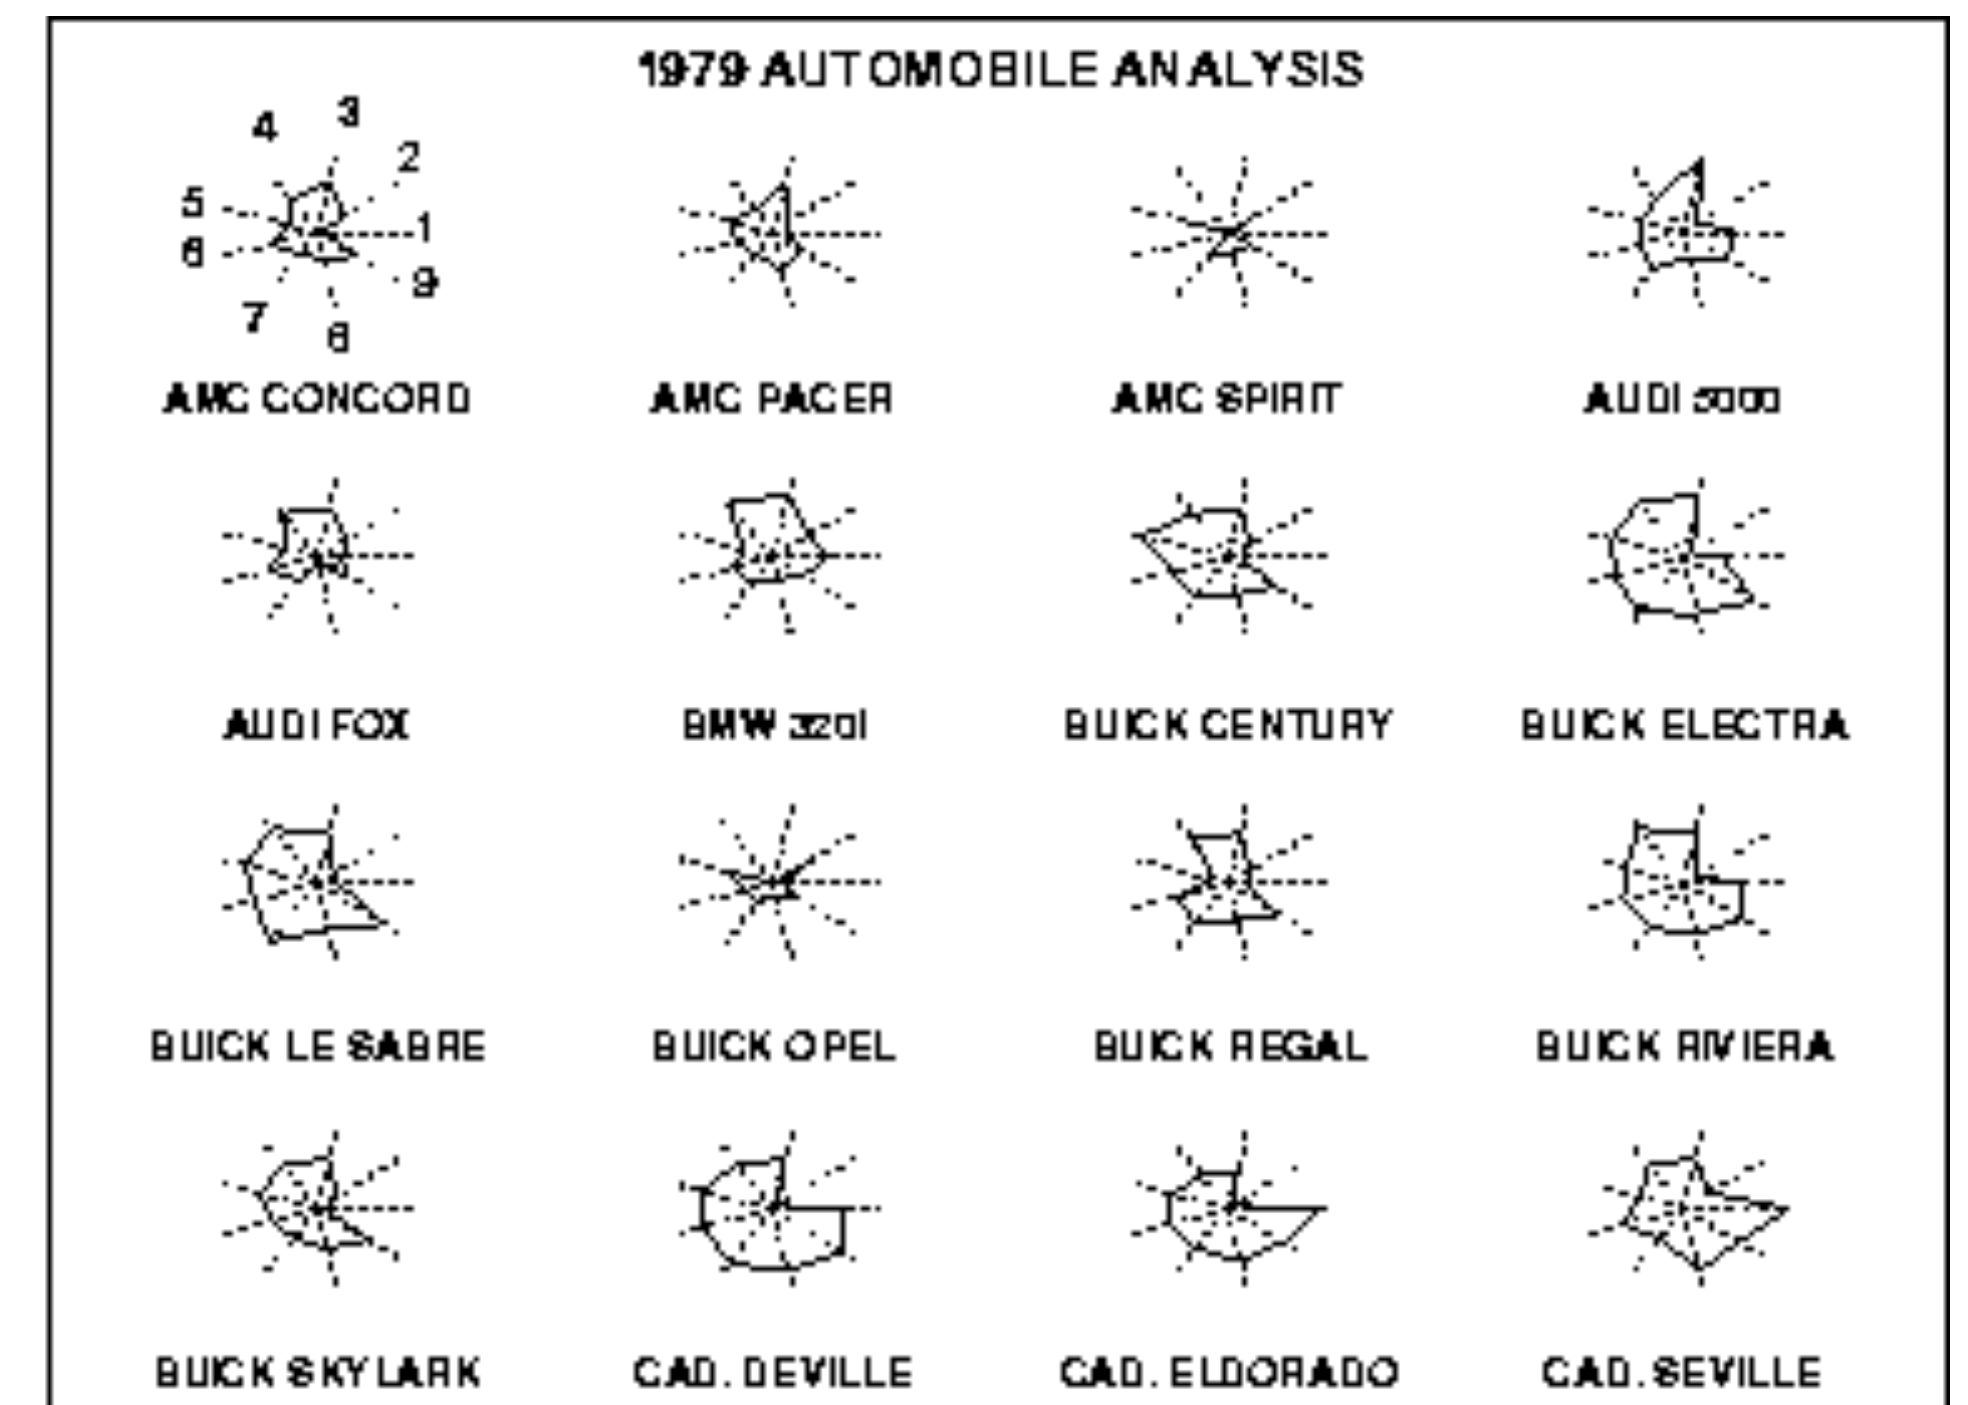 1979 AUTOMOBILE ANALYSIS
3
4
2
5
1
6
9
7
6
AMC CONCORD
AMC PACER
AMC SPIRIT
AUDI 5000
AUDI FOX
BMW 320i
BUICK CENTURY
BUICK ELECTRA
BUICK LE SABRE
BUICK OPEL
BUICK REGAL
BUICK RIVIERA
BUICK SKYLARK
CAD. DEVILLE
CAD. ELDORADO
CAD. SEVILLE